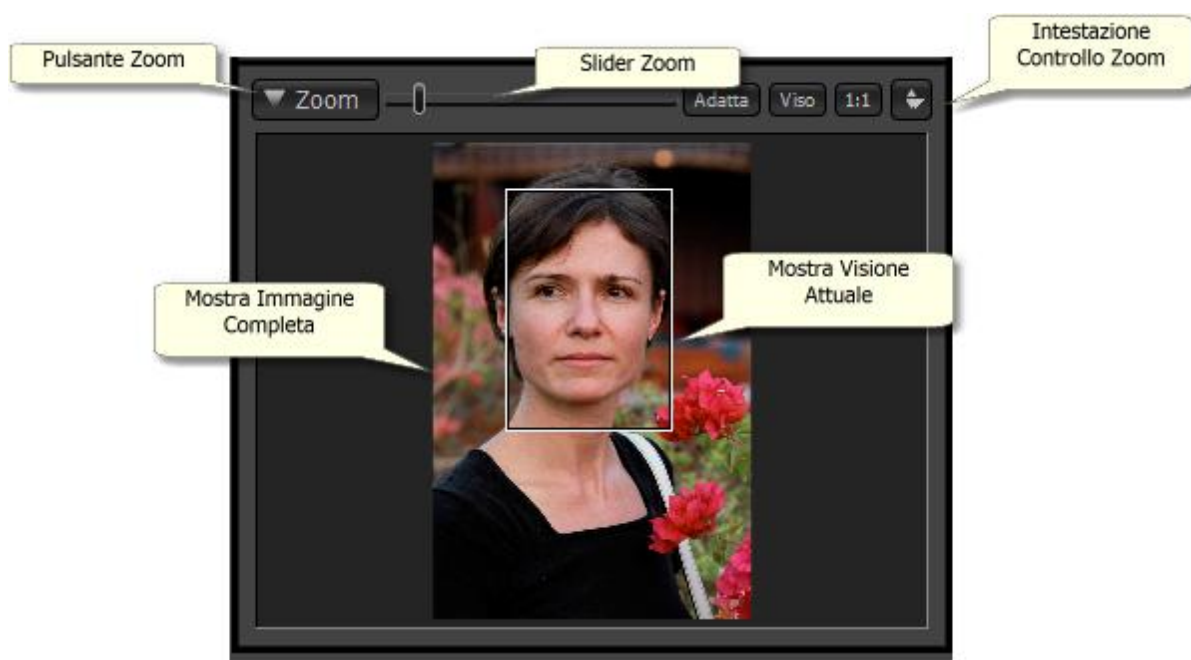 Pulsante Zoom
Slider Zoom
Intestazione
Controllo Zoom
Zoom
Adatta
Viso
1:1
Mostra Immagine
Completa
Mostra Visione
Attuale